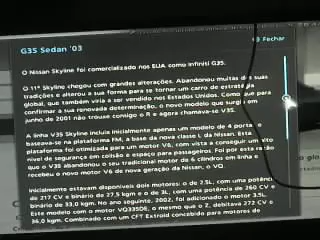 G35 Sedan '03
Fechar
O Nissan Skyline foi comercializado nos EUA como Infiniti G35.
O 11º Skyline chegou com grandes alterações. Abandonou muitas das suas
tradições e alterou a sua forma para se tornar um carro de estratégia
global, que também viria a ser vendido nos Estados Unidos. Como que para
confirmar a sua renovada determinação, o novo modelo que surgiu em
junho de 2001 não trouxe consigo o R e agora chamava-se V35.
A linha V35 Skyline incluía inicialmente apenas um modelo de 4 portas e
baseava-se na plataforma FM, a base da nova classe L da Nissan. Esta
plataforma foi otimizada para um motor V6, com vista a conseguir um alto
nível de segurança em colisão e espaço para passageiros. Foi por esta razão
que o V35 abandonou o seu tradicional motor de 6 cilindros em linha e
recebeu o novo motor V6 de nova geração da Nissan, o VQ.
Inicialmente estavam disponíveis dois motores: o de 2.5L, com uma potência
de 217 CV e binário de 27,5 kgm e o de 3L, com uma potência de 260 CV e
binário de 33,0 kgm. No ano seguinte, 2002, foi adicionado o motor 3.5L.
Este modelo com o motor VQ35DE, o mesmo que o Z, debitava 272 CV e
36,0 kgm. Combinado com um CFT Extroid concebido para motores de